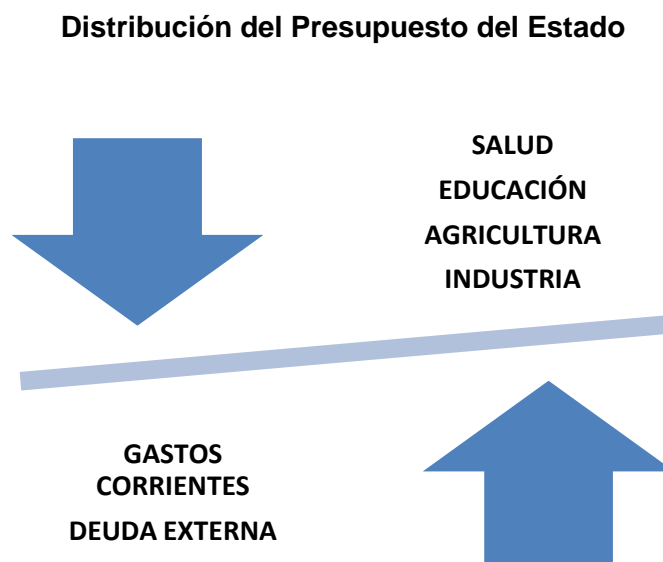 Distribución del Presupuesto del Estado
SALUD
EDUCACIÓN
AGRICULTURA
INDUSTRIA
GASTOS
CORRIENTES
DEUDA EXTERNA